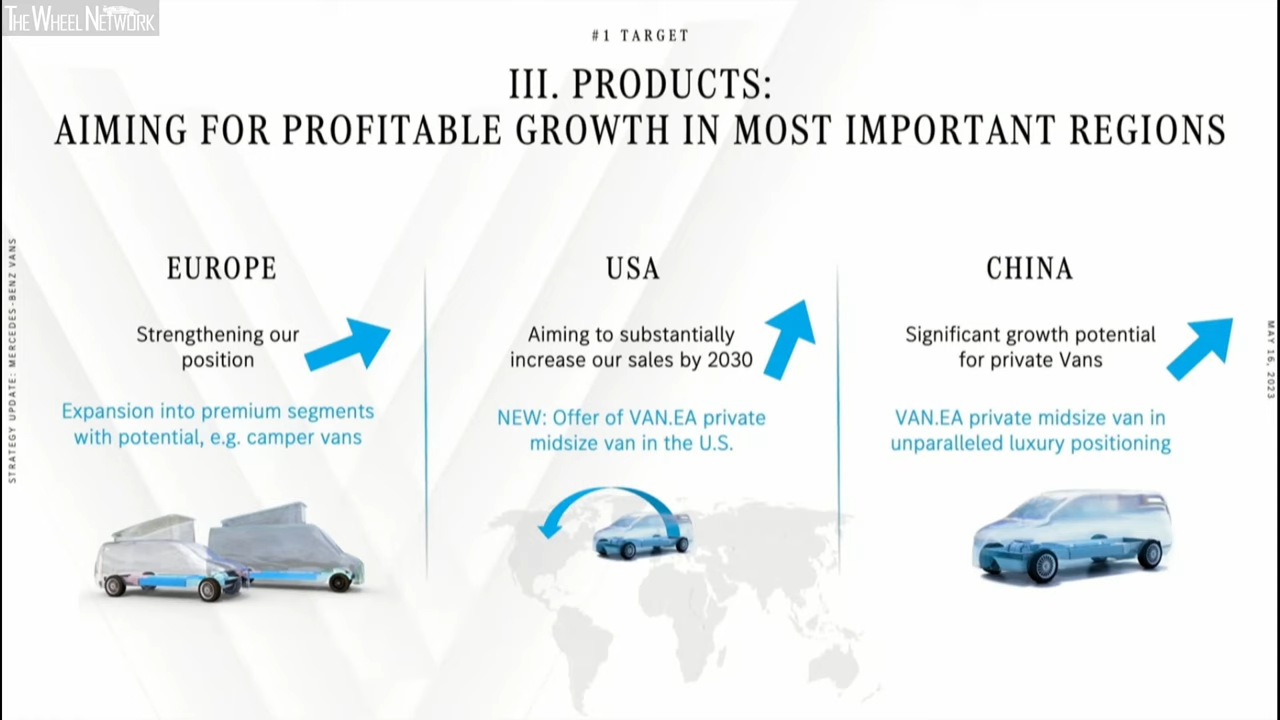 THE WHEEL NETWORK
#1 TARGET
III. PRODUCTS:
AIMING FOR PROFITABLE GROWTH IN MOST IMPORTANT REGIONS
STRATEGY UPDATE: MERCEDES-BENZ VANS
EUROPE
Strengthening our
position
Expansion into premium segments
with potential, e.g. camper vans
USA
Aiming to substantially
increase our sales by 2030
NEW: Offer of VAN.EA private
midsize van in the U.S.
CHINA
Significant growth potential
for private Vans
VAN.EA private midsize van in
unparalleled luxury positioning
MAY 16, 2023